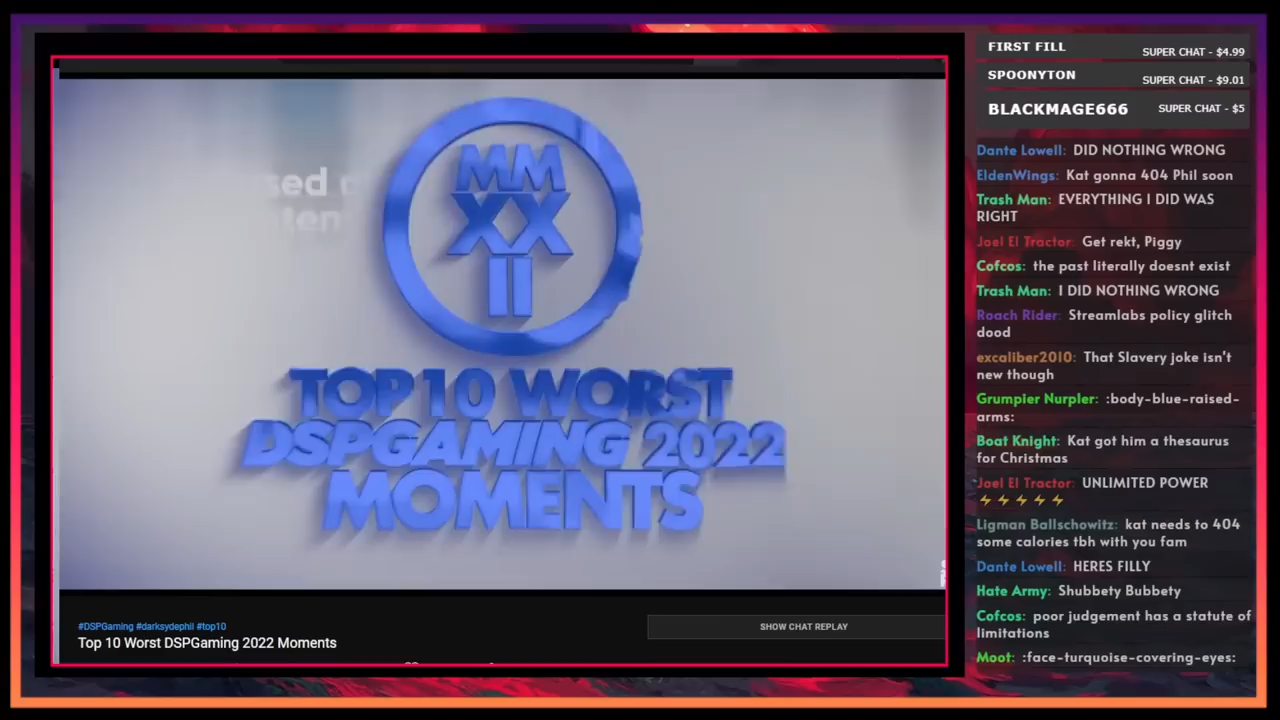 sed
ten
MM
XX
II
TOP 10 WORST
DSPGAMING 2022
MOMENTS
#DSPGaming #darksydephil #top10
Top 10 Worst DSPGaming 2022 Moments
SHOW CHAT REPLAY
FIRST FILL
SUPER CHAT - $4.99
SPOONYTON
SUPER CHAT - $9.01
BLACKMAGE666
SUPER CHAT - $5
Dante Lowell: DID NOTHING WRONG
EldenWings: Kat gonna 404 Phil soon
Trash Man: EVERYTHING I DID WAS
RIGHT
Joel El Tractor: Get rekt, Piggy
Cofcos: the past literally doesnt exist
Trash Man: I DID NOTHING WRONG
Roach Rider: Streamlabs policy glitch
dood
excaliber2010: That Slavery joke isn't
new though
Grumpier Nurpler: :body-blue-raised-
arms:
Boat Knight: Kat got him a thesaurus
for Christmas
Joel El Tractor: UNLIMITED POWER
⚡⚡⚡⚡⚡
Ligman Ballschowitz: kat needs to 404
some calories tbh with you fam
Dante Lowell: HERES FILLY
Hate Army: Shubbety Bubbety
Cofcos: poor judgement has a statute of
limitations
Moot: :face-turquoise-covering-eyes: